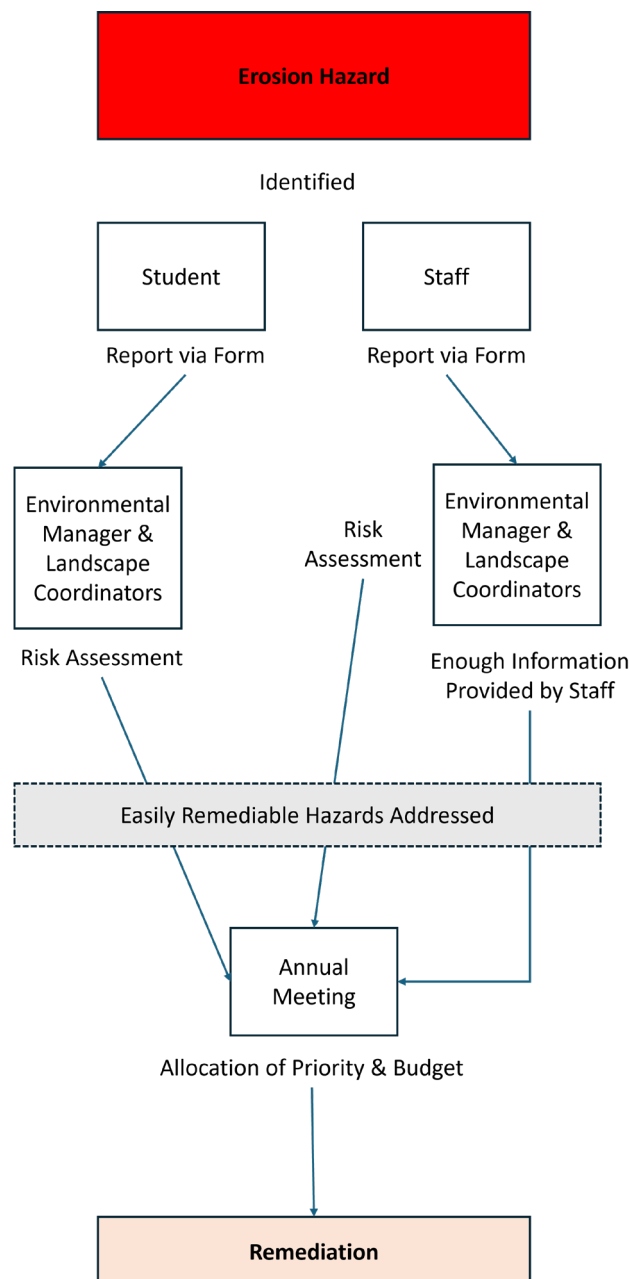 Erosion Hazard
Identified
Student
Staff
Report via Form
Report via Form
Environmental
Manager &
Landscape
Coordinators
Risk
Assessment
Environmental
Manager &
Landscape
Coordinators
Risk Assessment
Enough Information
Provided by Staff
Easily Remediable Hazards Addressed
Annual
Meeting
Allocation of Priority & Budget
Remediation